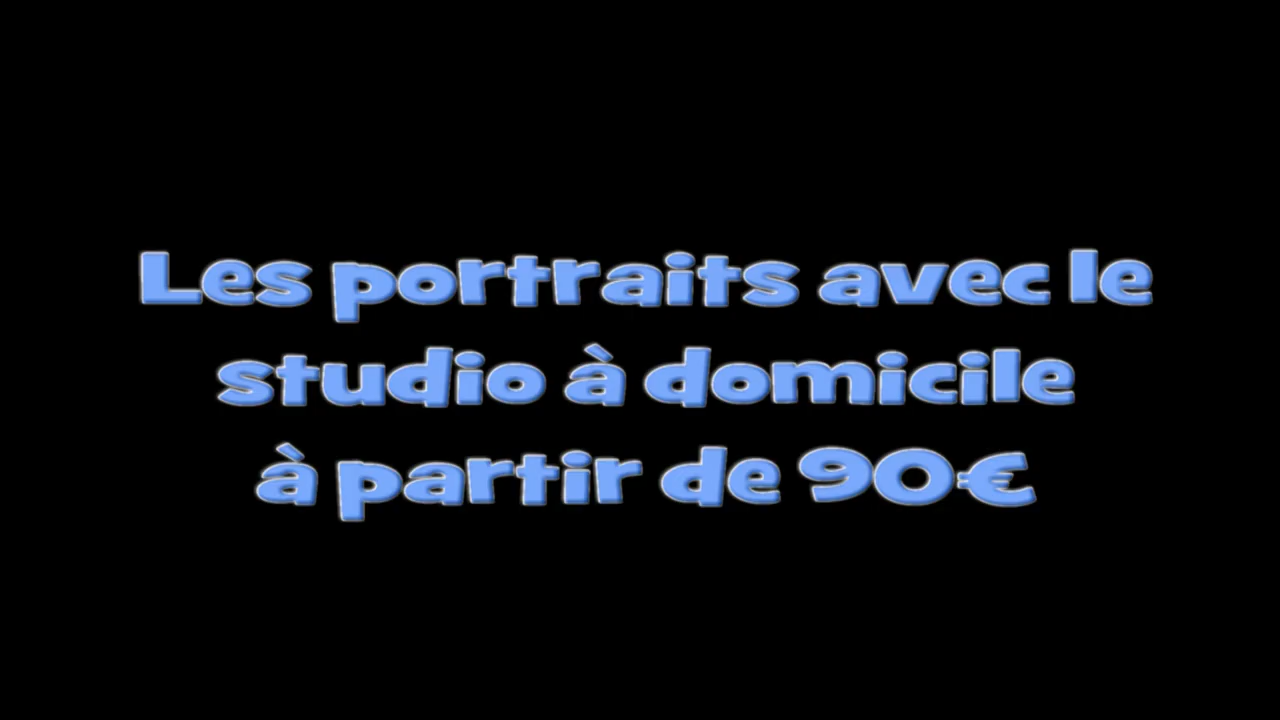 Les portraits avec le
studio à domicile
à partir de 90€